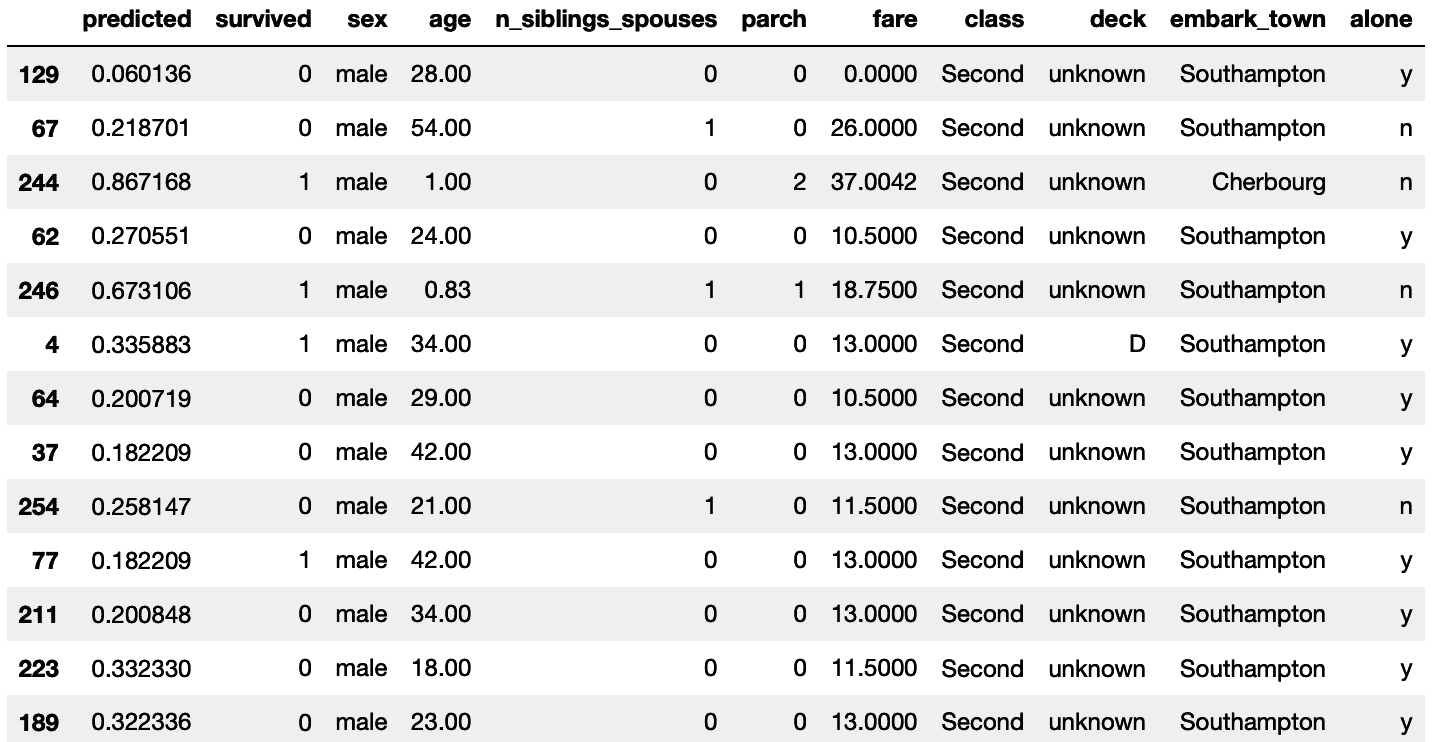 predicted survived sex age n_siblings_spouses parch fare class deck embark_town alone
129 0.060136 0 male 28.00 0 0 0.0000 Second unknown Southampton y
67 0.218701 0 male 54.00 1 0 26.0000 Second unknown Southampton n
244 0.867168 1 male 1.00 0 2 37.0042 Second unknown Cherbourg n
62 0.270551 0 male 24.00 0 0 10.5000 Second unknown Southampton y
246 0.673106 1 male 0.83 1 1 18.7500 Second unknown Southampton n
4 0.335883 1 male 34.00 0 0 13.0000 Second D Southampton y
64 0.200719 0 male 29.00 0 0 10.5000 Second unknown Southampton y
37 0.182209 0 male 42.00 0 0 13.0000 Second unknown Southampton y
254 0.258147 0 male 21.00 1 0 11.5000 Second unknown Southampton n
77 0.182209 1 male 42.00 0 0 13.0000 Second unknown Southampton y
211 0.200848 0 male 34.00 0 0 13.0000 Second unknown Southampton y
223 0.332330 0 male 18.00 0 0 11.5000 Second unknown Southampton y
189 0.322336 0 male 23.00 0 0 13.0000 Second unknown Southampton y